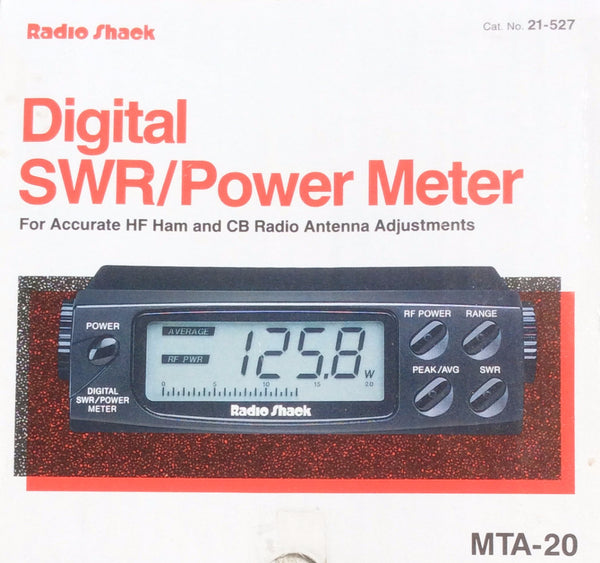 Radio Shack
Cat. No. 21-527
Digital
SWR/Power Meter
For Accurate HF Ham and CB Radio Antenna Adjustments
POWER
DIGITAL
SWR/POWER
METER
AVERAGE
RF PWR
125.8 W
0 5 10 15 20
Radio Shack
RF POWER RANGE
PEAK/AVG SWR
MTA-20